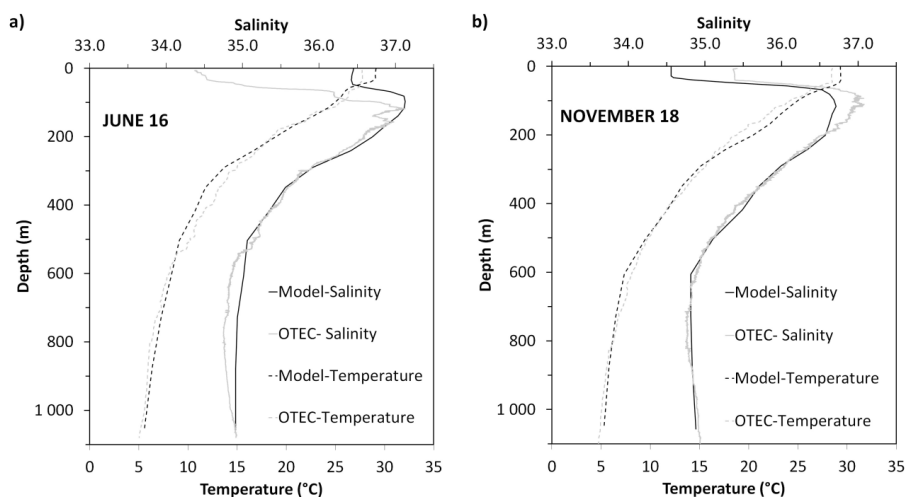 a)
Salinity
33.0 34.0 35.0 36.0 37.0
0
200
400
600
800
1 000
Depth (m)
JUNE 16
Model-Salinity
OTEC- Salinity
Model-Temperature
OTEC-Temperature
0 5 10 15 20 25 30 35
Temperature (°C)
b)
Salinity
33.0 34.0 35.0 36.0 37.0
0
200
400
600
800
1 000
Depth (m)
NOVEMBER 18
Model-Salinity
OTEC- Salinity
Model-Temperature
OTEC-Temperature
0 5 10 15 20 25 30 35
Temperature (°C)